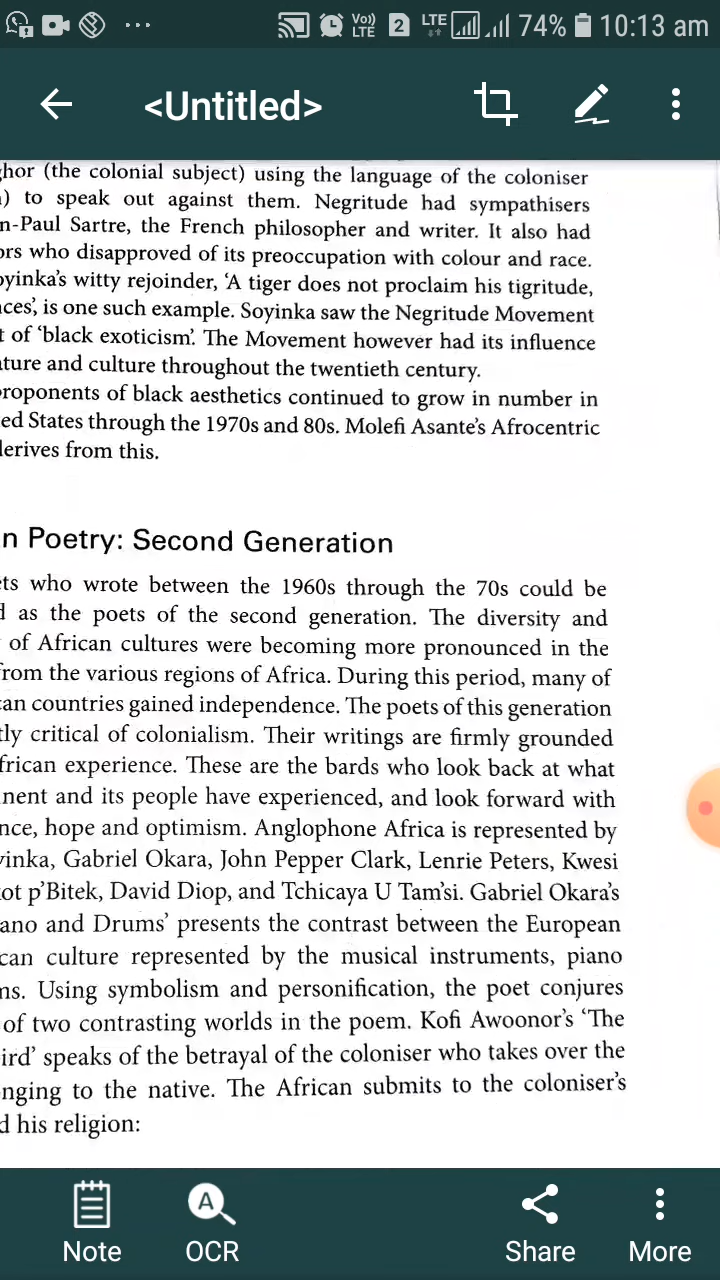 Vo)) LTE 2 LTE 74% 10:13 am
<Untitled>
ghor (the colonial subject) using the language of the coloniser
) to speak out against them. Negritude had sympathisers
n-Paul Sartre, the French philosopher and writer. It also had
ors who disapproved of its preoccupation with colour and race.
oyinka's witty rejoinder, 'A tiger does not proclaim his tigritude,
nces', is one such example. Soyinka saw the Negritude Movement
t of 'black exoticism'. The Movement however had its influence
ature and culture throughout the twentieth century.
proponents of black aesthetics continued to grow in number in
ed States through the 1970s and 80s. Molefi Asante's Afrocentric
derives from this.
n Poetry: Second Generation
ets who wrote between the 1960s through the 70s could be
d as the poets of the second generation. The diversity and
of African cultures were becoming more pronounced in the
from the various regions of Africa. During this period, many of
can countries gained independence. The poets of this generation
tly critical of colonialism. Their writings are firmly grounded
frican experience. These are the bards who look back at what
nent and its people have experienced, and look forward with
nce, hope and optimism. Anglophone Africa is represented by
yinka, Gabriel Okara, John Pepper Clark, Lenrie Peters, Kwesi
kot p'Bitek, David Diop, and Tchicaya U Tam'si. Gabriel Okara's
ano and Drums' presents the contrast between the European
can culture represented by the musical instruments, piano
ms. Using symbolism and personification, the poet conjures
of two contrasting worlds in the poem. Kofi Awoonor's 'The
ird' speaks of the betrayal of the coloniser who takes over the
nging to the native. The African submits to the coloniser's
d his religion:
A
Note OCR Share More